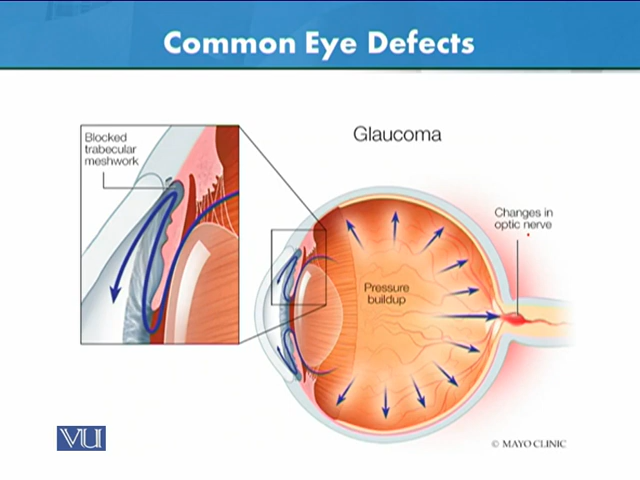 Common Eye Defects
Blocked
trabecular
meshwork
Glaucoma
Changes in
optic nerve
Pressure
buildup
VU
© MAYO CLINIC